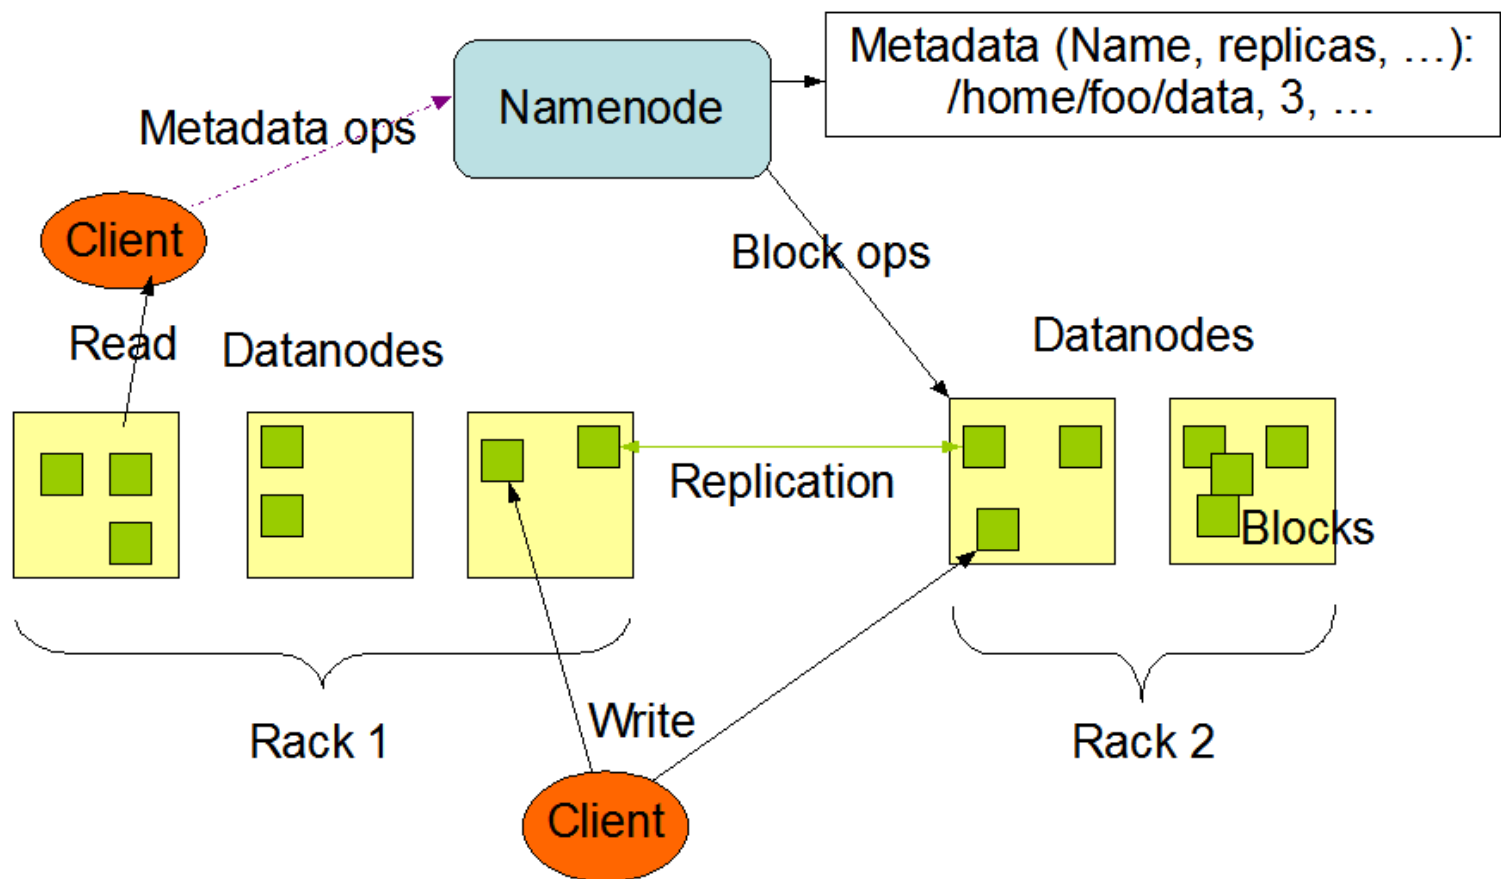 Metadata (Name, replicas, …):
/home/foo/data, 3, …
Namenode
Metadata ops
Client
Block ops
Read
Datanodes
Datanodes
Replication
Blocks
Rack 1
Write
Rack 2
Client